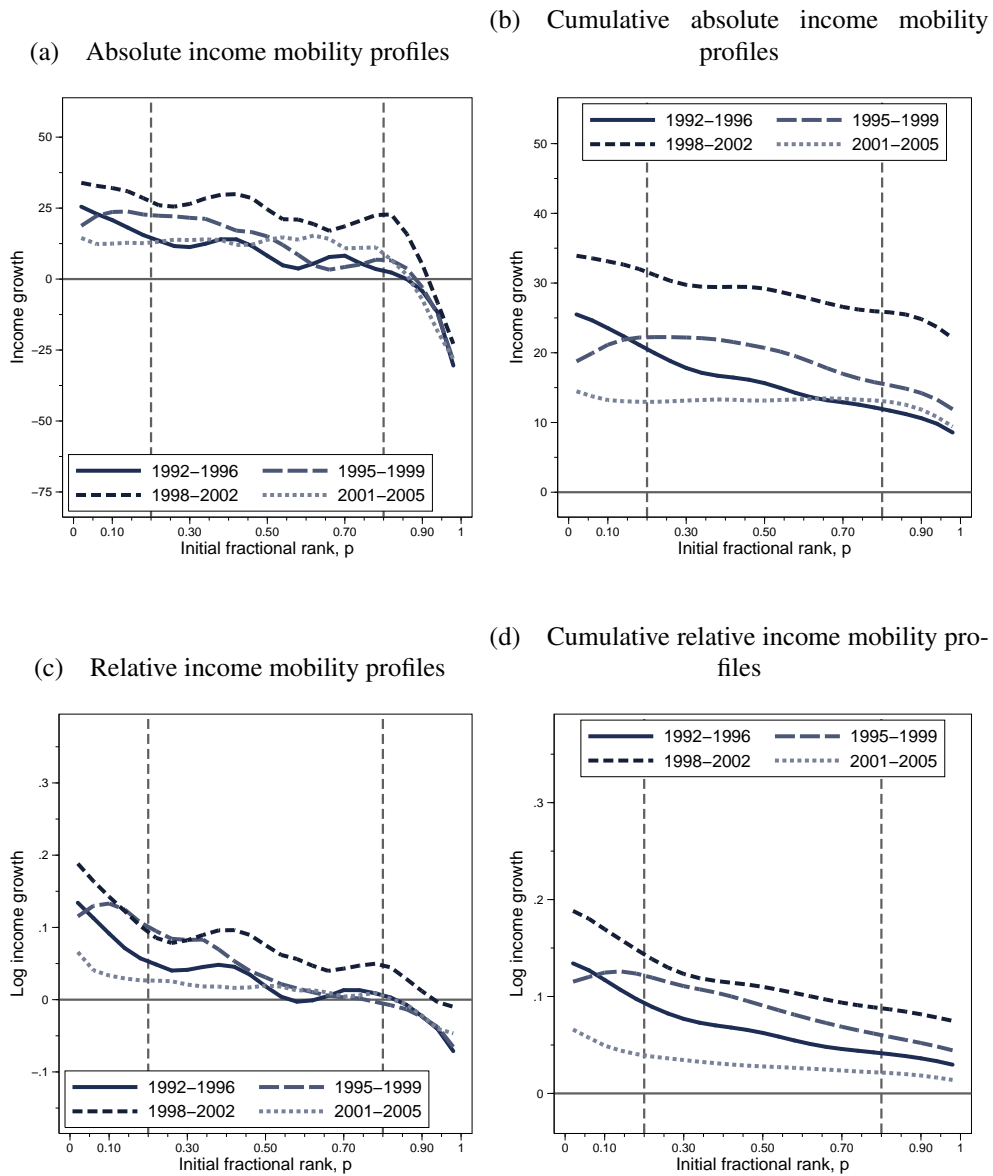 (a) Absolute income mobility profiles
50
25
0
−25
−50
−75
Income growth
1992−1996 1995−1999
1998−2002 2001−2005
0 0.10 0.30 0.50 0.70 0.90 1
Initial fractional rank, p
(b) Cumulative absolute income mobility
profiles
1992−1996 1995−1999
1998−2002 2001−2005
50
40
30
20
10
0
Income growth
0 0.10 0.30 0.50 0.70 0.90 1
Initial fractional rank, p
(c) Relative income mobility profiles
.3
.2
.1
0
−.1
Log income growth
1992−1996 1995−1999
1998−2002 2001−2005
0 0.10 0.30 0.50 0.70 0.90 1
Initial fractional rank, p
(d) Cumulative relative income mobility pro-
files
1992−1996 1995−1999
1998−2002 2001−2005
.3
.2
.1
0
Log income growth
0 0.10 0.30 0.50 0.70 0.90 1
Initial fractional rank, p